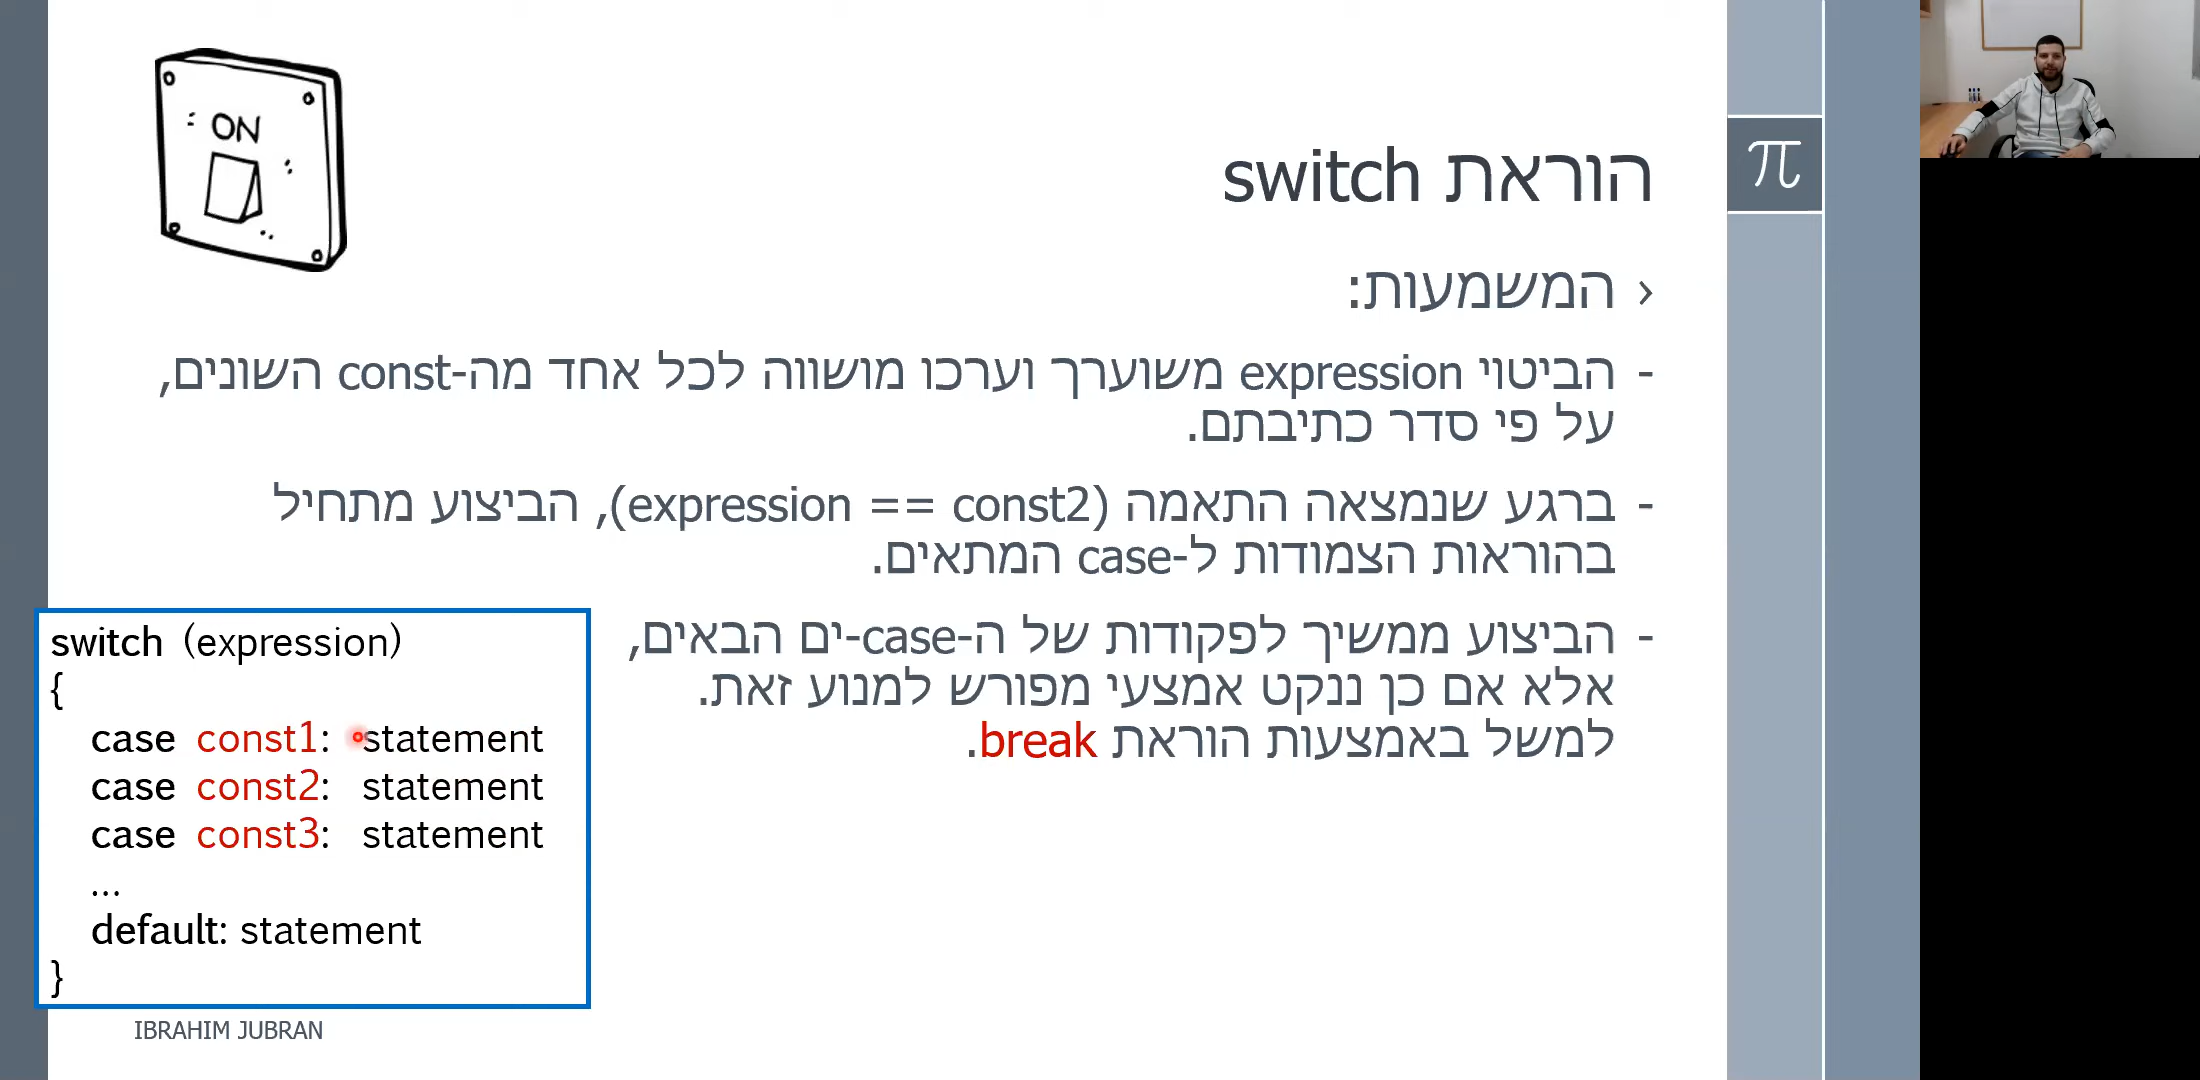 ON
הוראת switch
π
› המשמעות:
- הביטוי expression משוערך וערכו מושווה לכל אחד מה-const השונים,
על פי סדר כתיבתם.
- ברגע שנמצאה התאמה (expression == const2), הביצוע מתחיל
בהוראות הצמודות ל-case המתאים.
- הביצוע ממשיך לפקודות של ה-case-ים הבאים,
אלא אם כן ננקט אמצעי מפורש למנוע זאת.
למשל באמצעות הוראת break.
switch (expression)
{
case const1: statement
case const2: statement
case const3: statement
...
default: statement
}
IBRAHIM JUBRAN